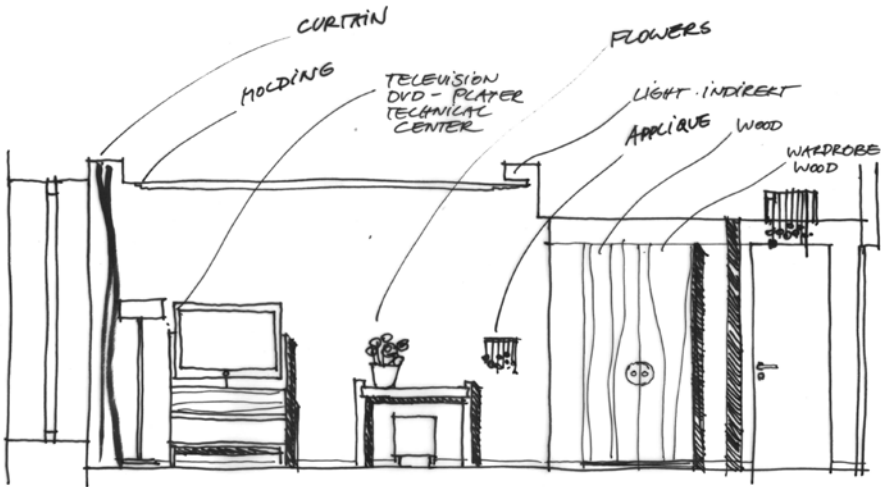 CURTAIN
MOLDING
TELEVISION
DVD - PLAYER
TECHNICAL
CENTER
FLOWERS
LIGHT. INDIREKT
APPLIQUE
WOOD
WARDROBE
WOOD